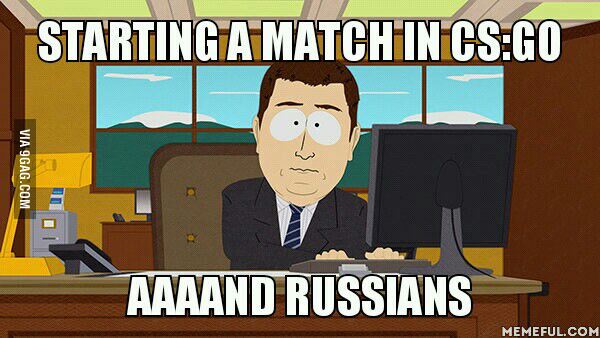 STARTING A MATCH IN CS:GO
VIA 9GAG.COM
AAAAND RUSSIANS
MEMEFUL.COM